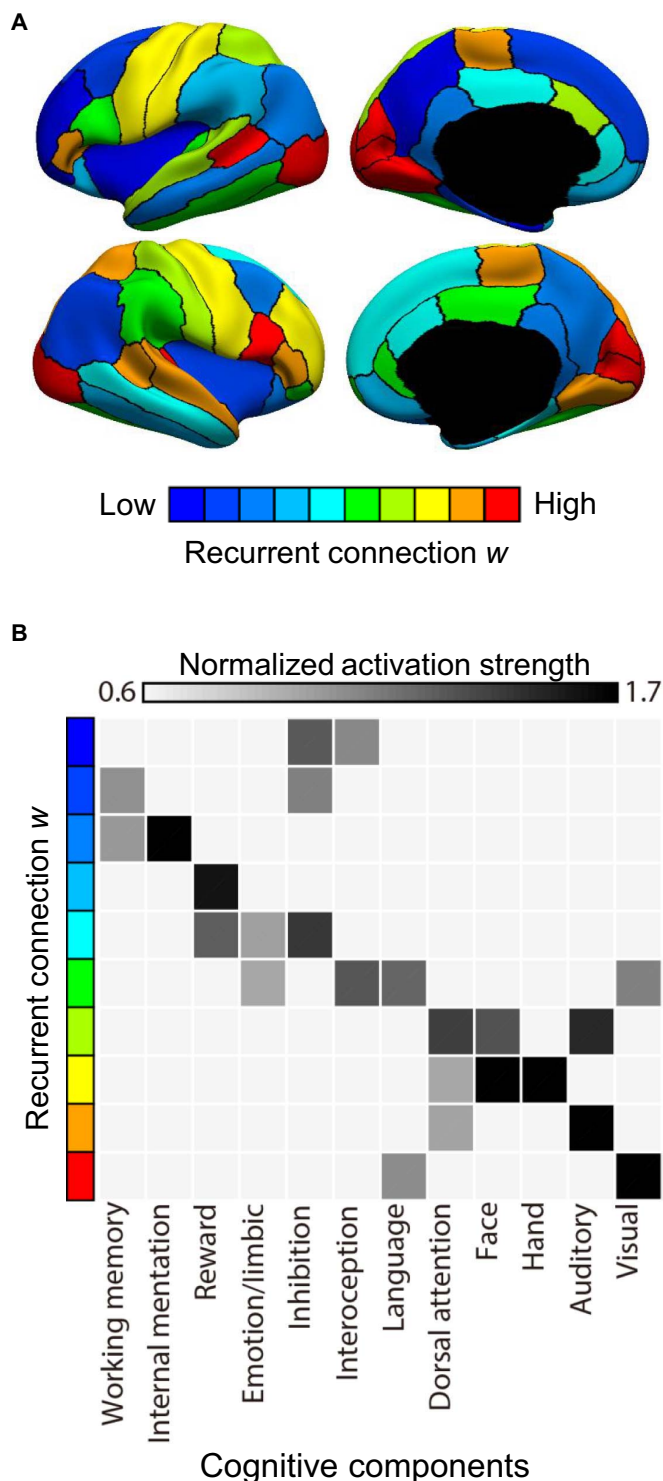 A
Low High
Recurrent connection w
B
Normalized activation strength
0.6 1.7
Recurrent connection w
Working memory
Internal mentation
Reward
Emotion/limbic
Inhibition
Interoception
Language
Dorsal attention
Face
Hand
Auditory
Visual
Cognitive components